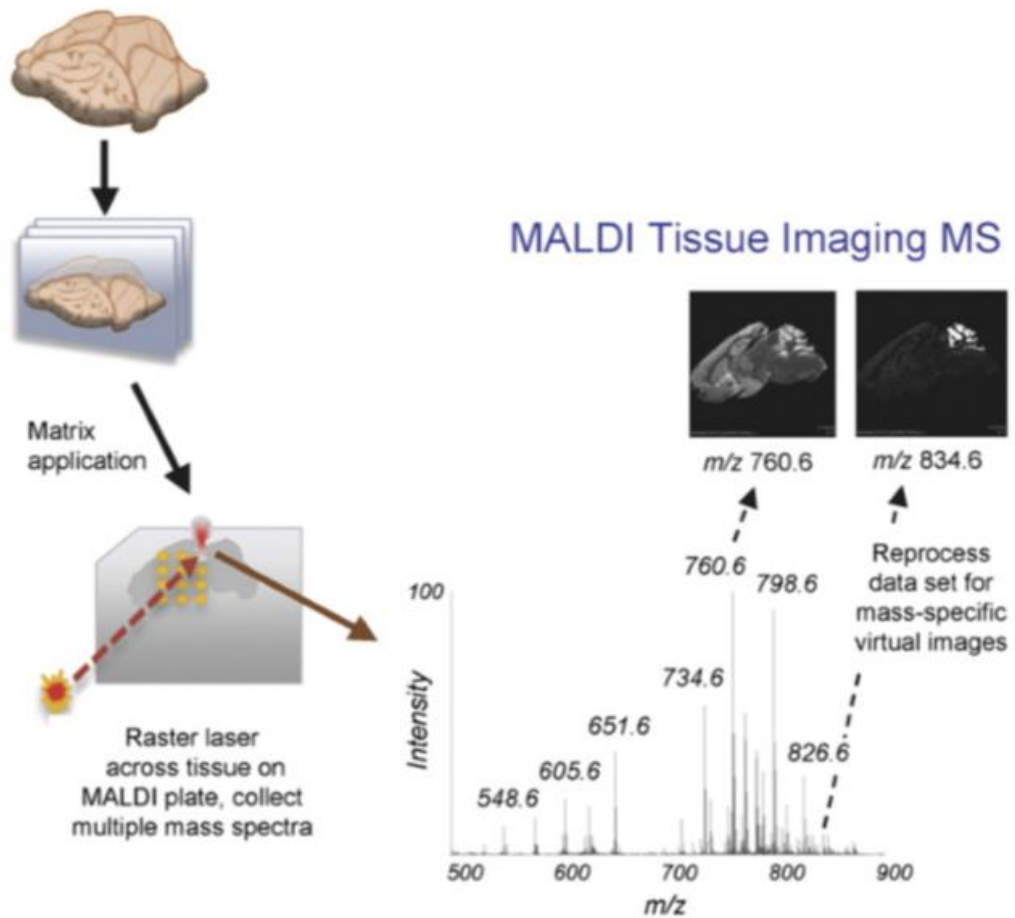 MALDI Tissue Imaging MS
Matrix
application
m/z 760.6
m/z 834.6
Reprocess
data set for
mass-specific
virtual images
Raster laser
across tissue on
MALDI plate, collect
multiple mass spectra
100
Intensity
548.6
605.6
651.6
734.6
760.6
798.6
826.6
500
600
700
800
900
m/z